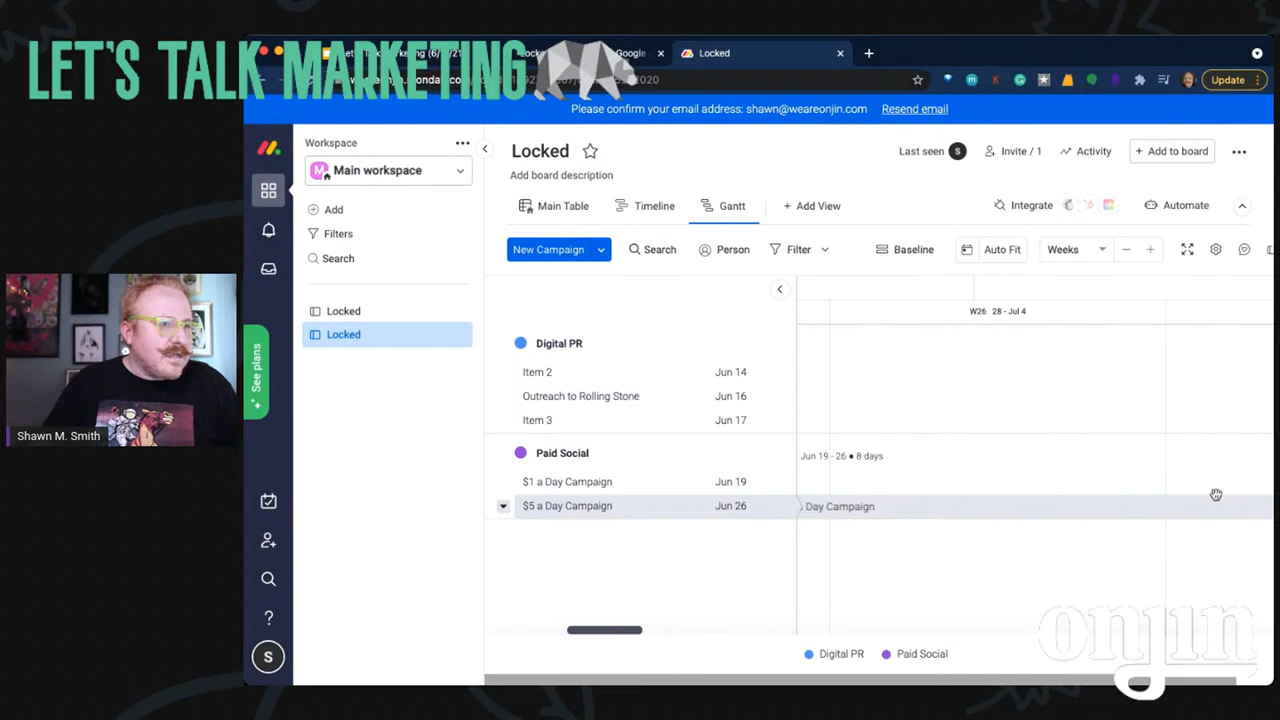 LET'S TALK MARKETING
Google
Locked
2020
Update
Please confirm your email address: shawn@weareonjin.com Resend email
Workspace
M Main workspace
Add
Filters
Search
Locked
Locked
See plans
S
Locked
Add board description
Last seen S Invite / 1 Activity + Add to board
Main Table Timeline Gantt + Add View
Integrate Automate
New Campaign Search Person Filter Baseline Auto Fit Weeks
W26 28 - Jul 4
Digital PR
Item 2 Jun 14
Outreach to Rolling Stone Jun 16
Item 3 Jun 17
Paid Social
Jun 19 - 26 ● 8 days
$1 a Day Campaign Jun 19
$5 a Day Campaign Jun 26
Day Campaign
Digital PR Paid Social
Shawn M. Smith
onjin